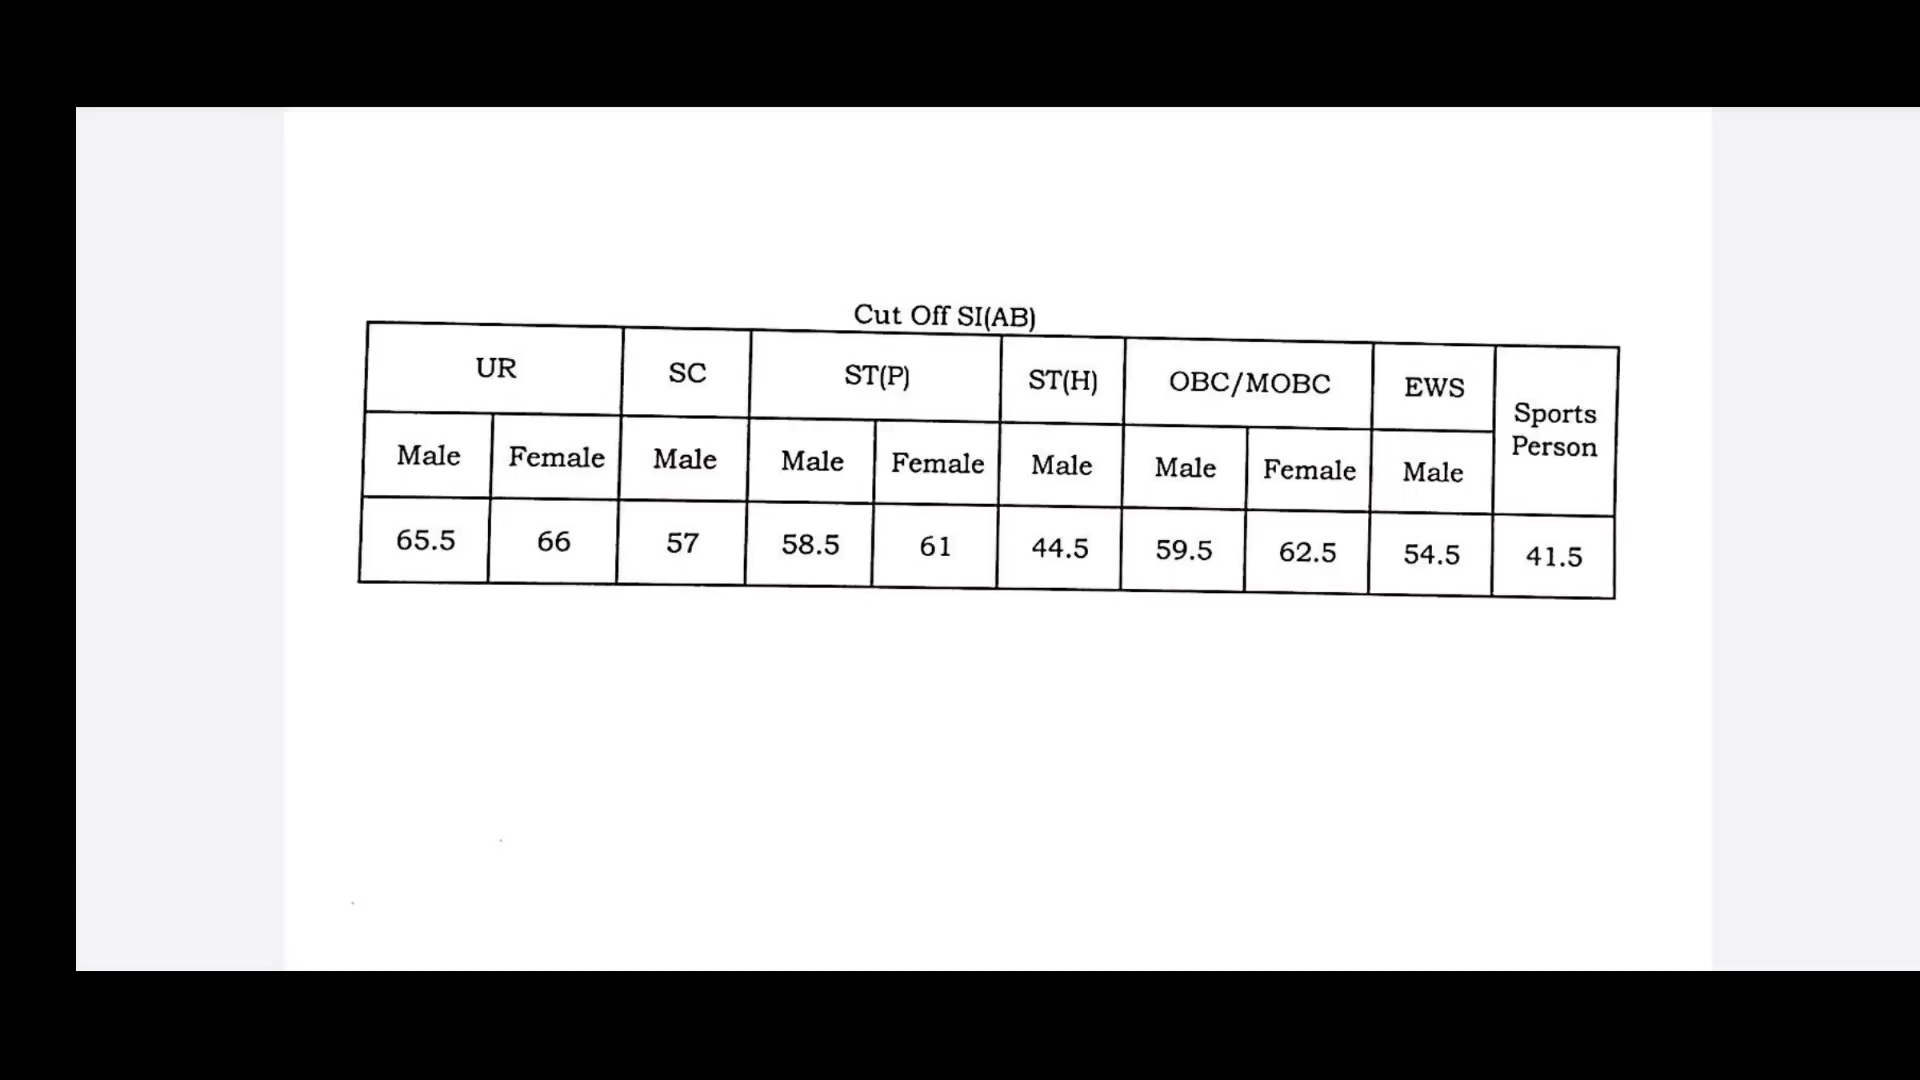 Cut Off SI(AB)
UR SC ST(P) ST(H) OBC/MOBC EWS Sports Person
Male Female Male Male Female Male Male Female Male
65.5 66 57 58.5 61 44.5 59.5 62.5 54.5 41.5